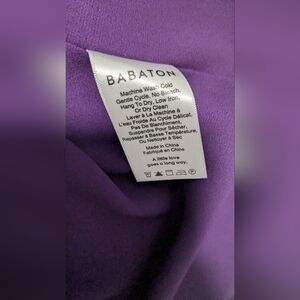 BABATON
Machine Wash Cold
Gentle Cycle, No Bleach,
Hang To Dry, Low Iron,
Or Dry Clean
Laver À La Machine à
L'eau Froide Au Cycle Délicat,
Pas De Blanchiment,
Suspendre Pour Sécher,
Repasser à Basse Température,
Ou Nettoyer à Sec
Made in China
Fabriqué en China
A little love
goes a long way.